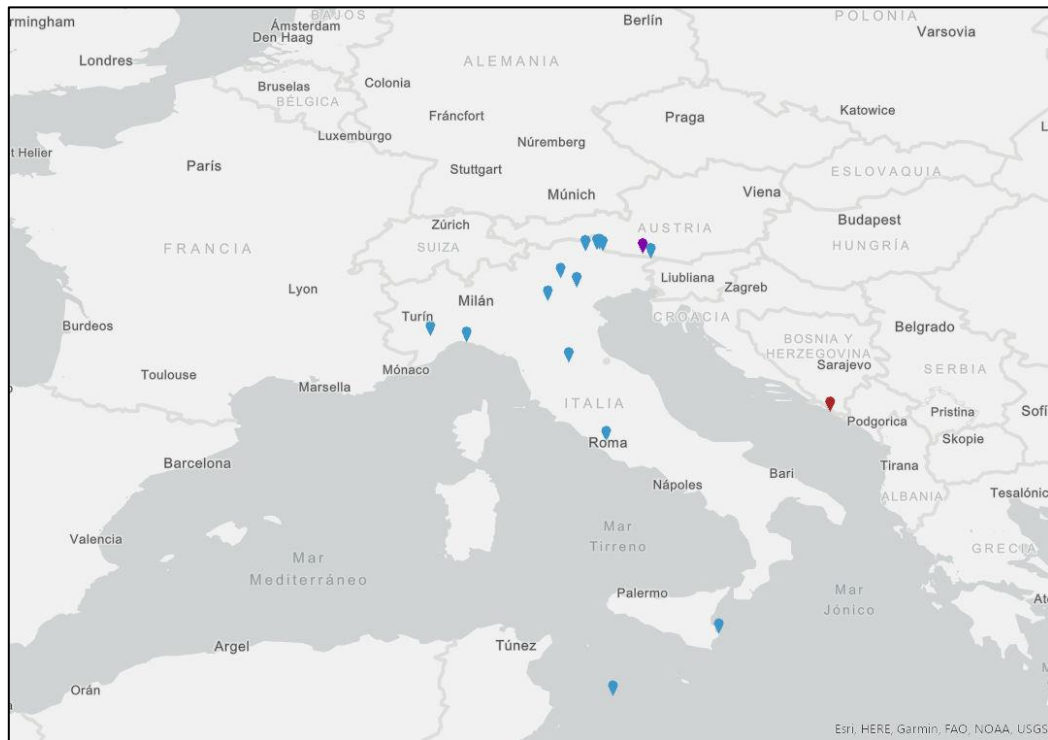 BAJOS
rmingham
Ámsterdam
Den Haag
Berlín
POLONIA
Varsovia
Londres
ALEMANIA
Bruselas
Colonia
BÉLGICA
Fráncfort
Praga
Katowice
Luxemburgo
Núremberg
t Helier
París
Stuttgart
ESLOVAQUIA
Múnich
Viena
Zúrich
AUSTRIA
Budapest
FRANCIA
SUIZA
HUNGRÍA
Liubliana
Zagreb
Lyon
Milán
Turín
CROACIA
Burdeos
Belgrado
BOSNIA Y
HERZEGOVINA
Sarajevo
SERBIA
Toulouse
Mónaco
Marsella
ITALIA
Pristina
Sofí
Podgorica
Roma
Skopie
Barcelona
Tirana
Bari
Nápoles
ALBANIA
Tesalónic
Mar
Tirreno
Valencia
GRECIA
Mar
Mediterráneo
Palermo
Mar
Jónico
Ate
Argel
Túnez
Orán
Esri, HERE, Garmin, FAO, NOAA, USGS